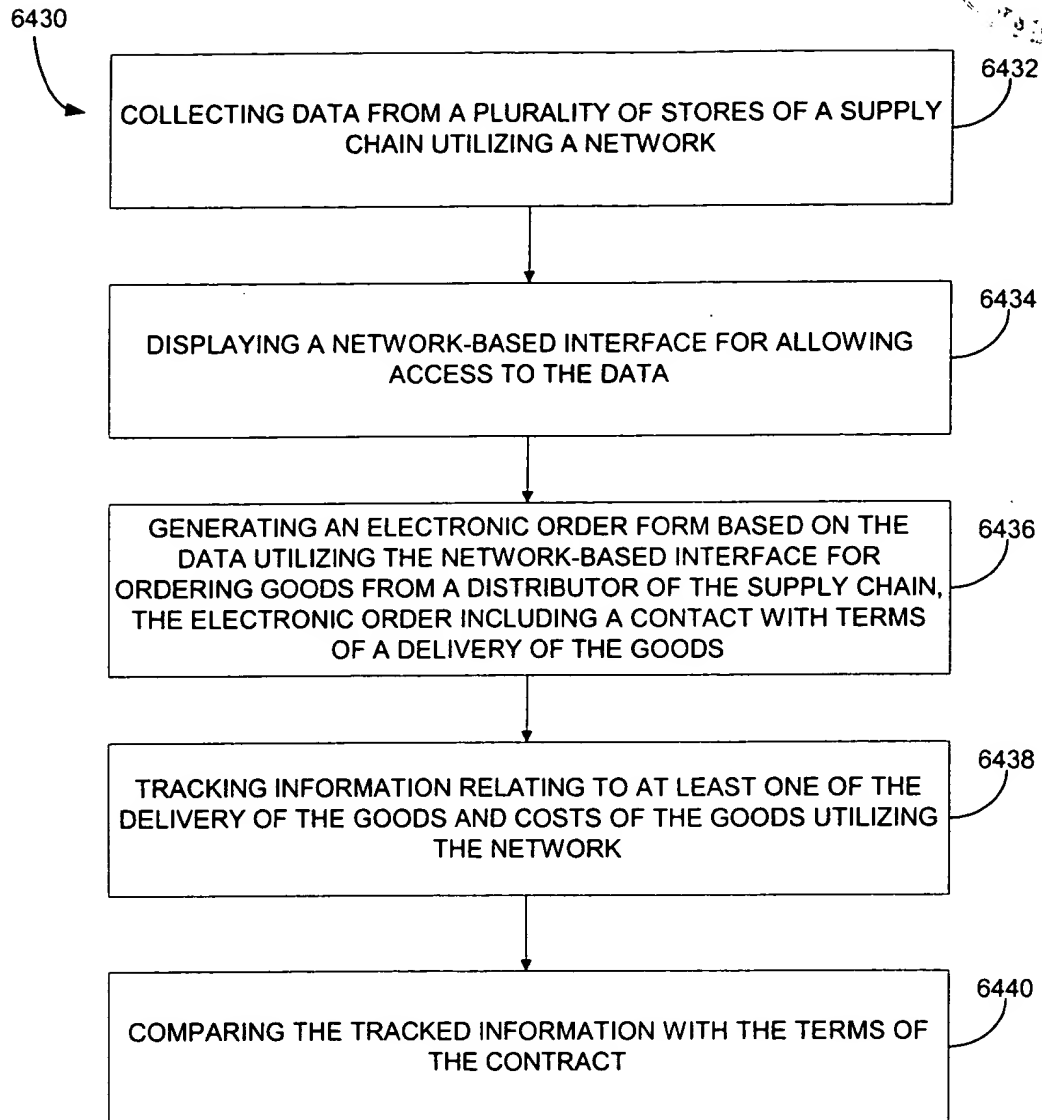 6430
6432
COLLECTING DATA FROM A PLURALITY OF STORES OF A SUPPLY
CHAIN UTILIZING A NETWORK
6434
DISPLAYING A NETWORK-BASED INTERFACE FOR ALLOWING
ACCESS TO THE DATA
6436
GENERATING AN ELECTRONIC ORDER FORM BASED ON THE
DATA UTILIZING THE NETWORK-BASED INTERFACE FOR
ORDERING GOODS FROM A DISTRIBUTOR OF THE SUPPLY CHAIN,
THE ELECTRONIC ORDER INCLUDING A CONTACT WITH TERMS
OF A DELIVERY OF THE GOODS
6438
TRACKING INFORMATION RELATING TO AT LEAST ONE OF THE
DELIVERY OF THE GOODS AND COSTS OF THE GOODS UTILIZING
THE NETWORK
6440
COMPARING THE TRACKED INFORMATION WITH THE TERMS OF
THE CONTRACT